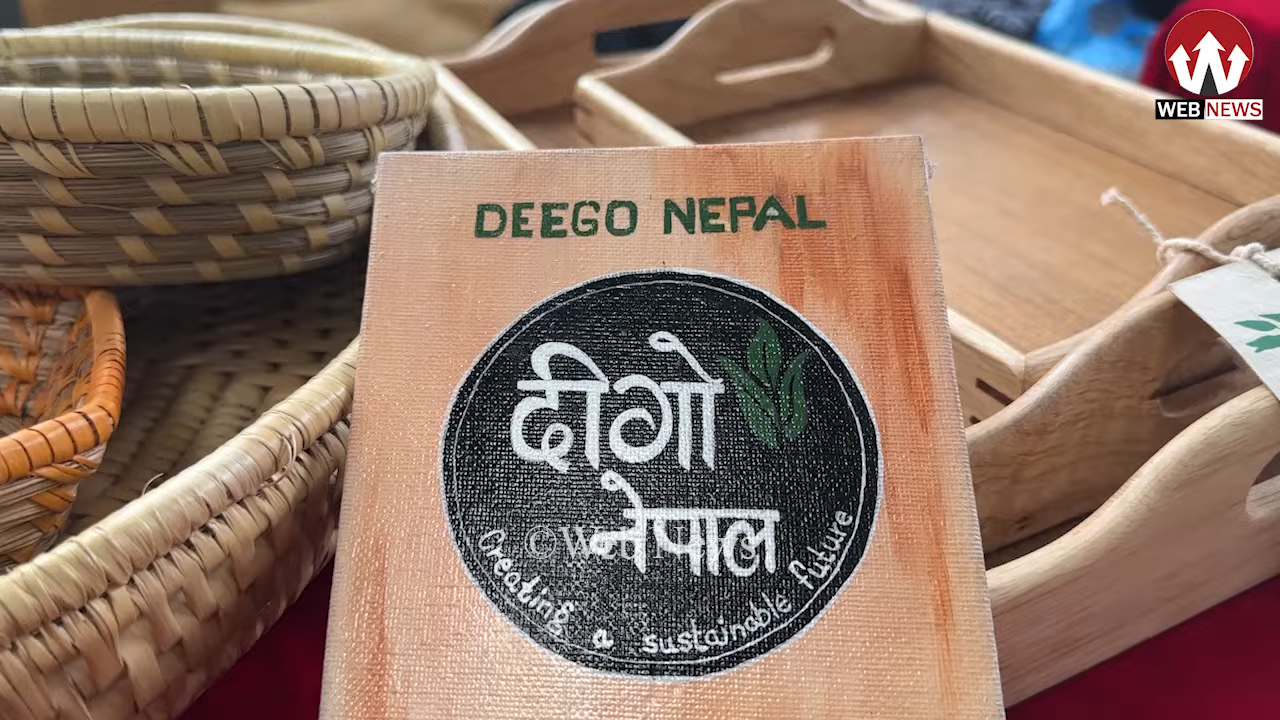 W
WEB NEWS
DEEGO NEPAL
दीगो
नेपाल
Creating a sustainable future